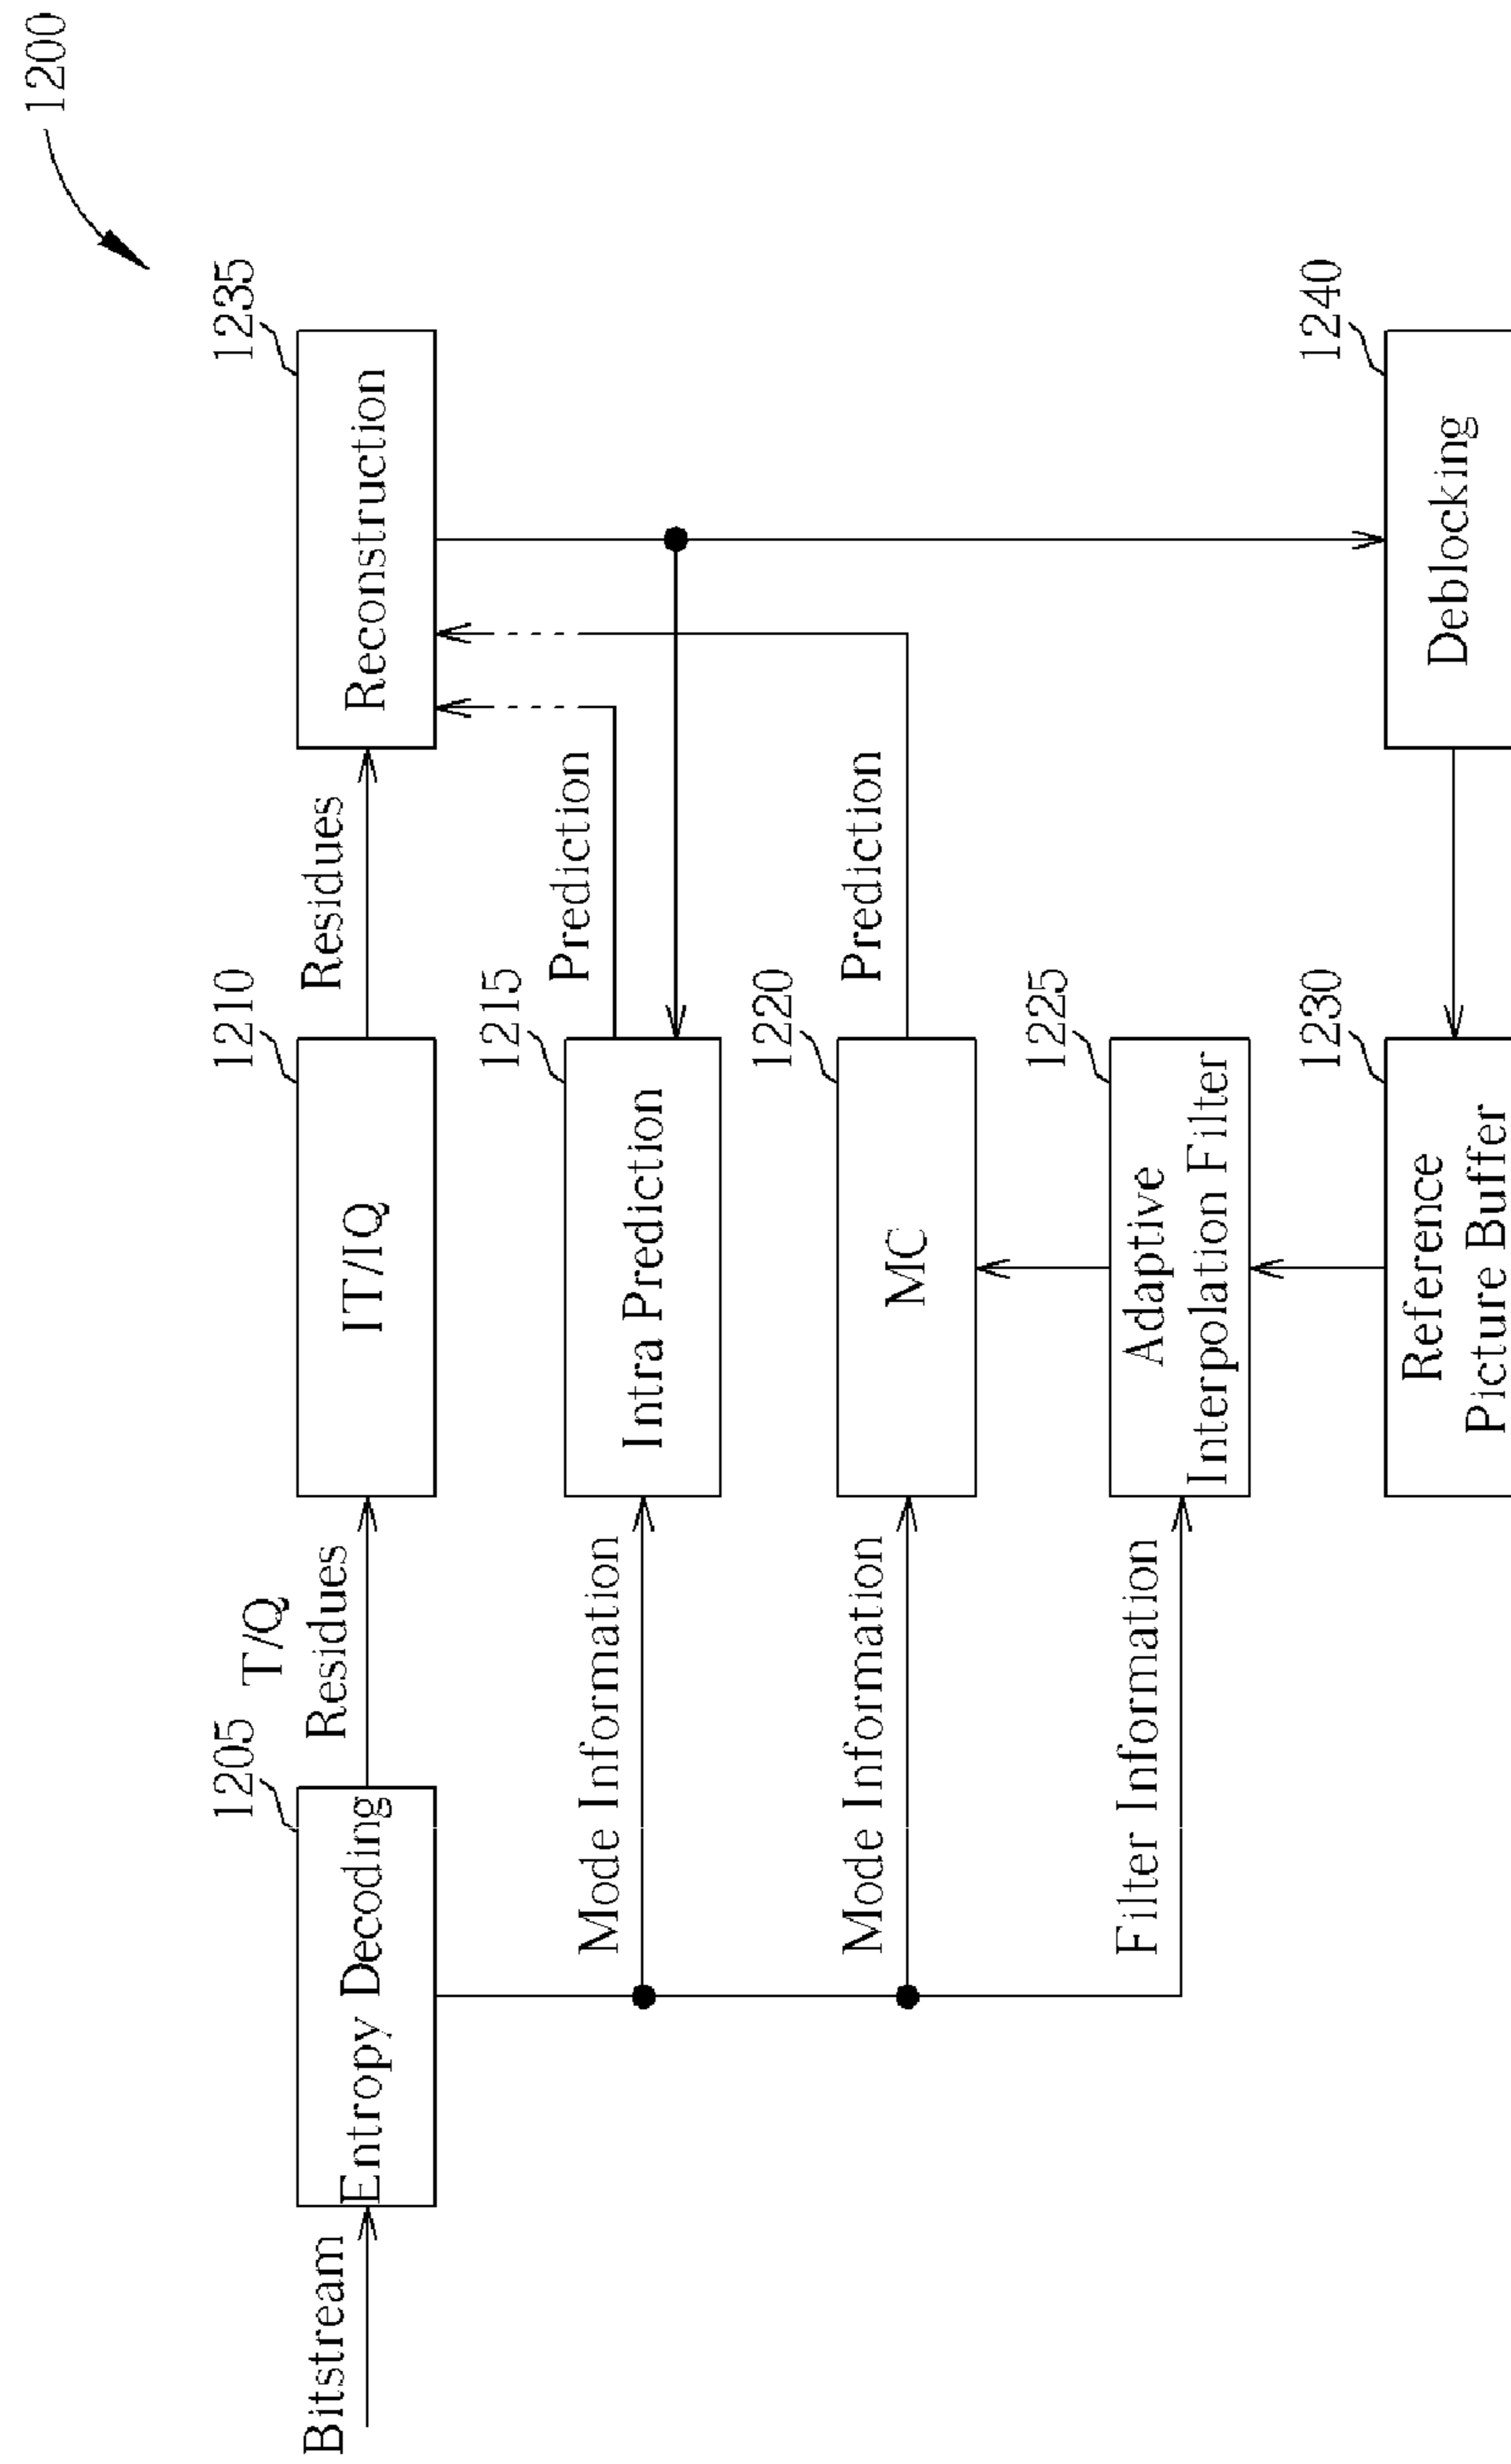 1200
1205
T/Q
1210
1235
Bitstream
Entropy Decoding
Residues
IT/IQ
Residues
Reconstruction
1215
Mode Information
Intra Prediction
Prediction
1220
Mode Information
MC
Prediction
1225
Filter Information
Adaptive
Interpolation Filter
1230
1240
Reference
Picture Buffer
Deblocking